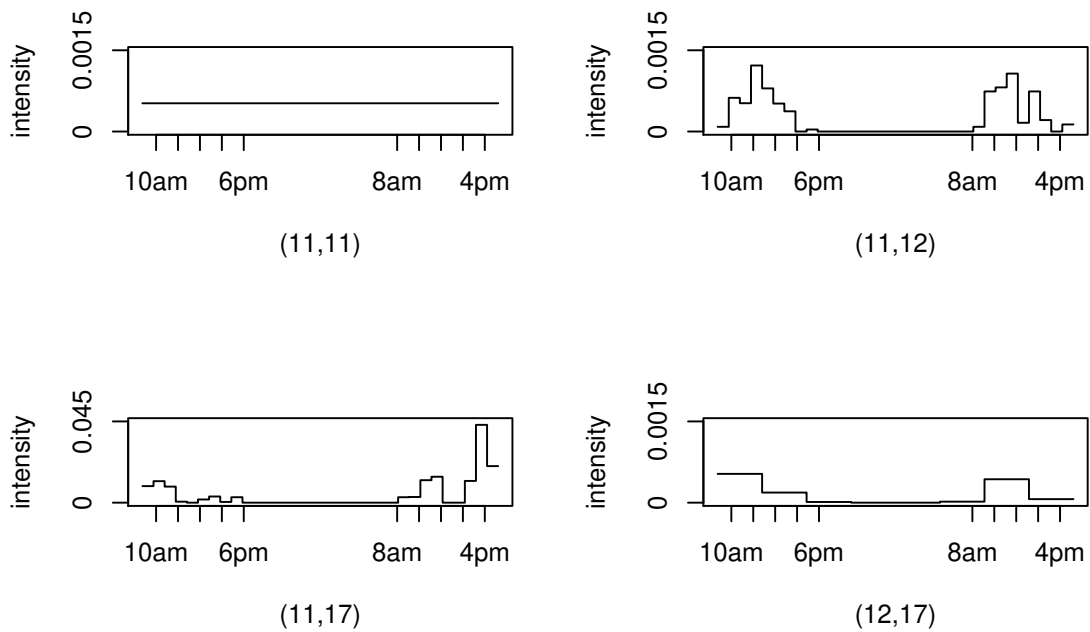 intensity
0.0015
0
10am 6pm 8am 4pm
(11,11)
intensity
0.0015
0
10am 6pm 8am 4pm
(11,12)
intensity
0.045
0
10am 6pm 8am 4pm
(11,17)
intensity
0.0015
0
10am 6pm 8am 4pm
(12,17)